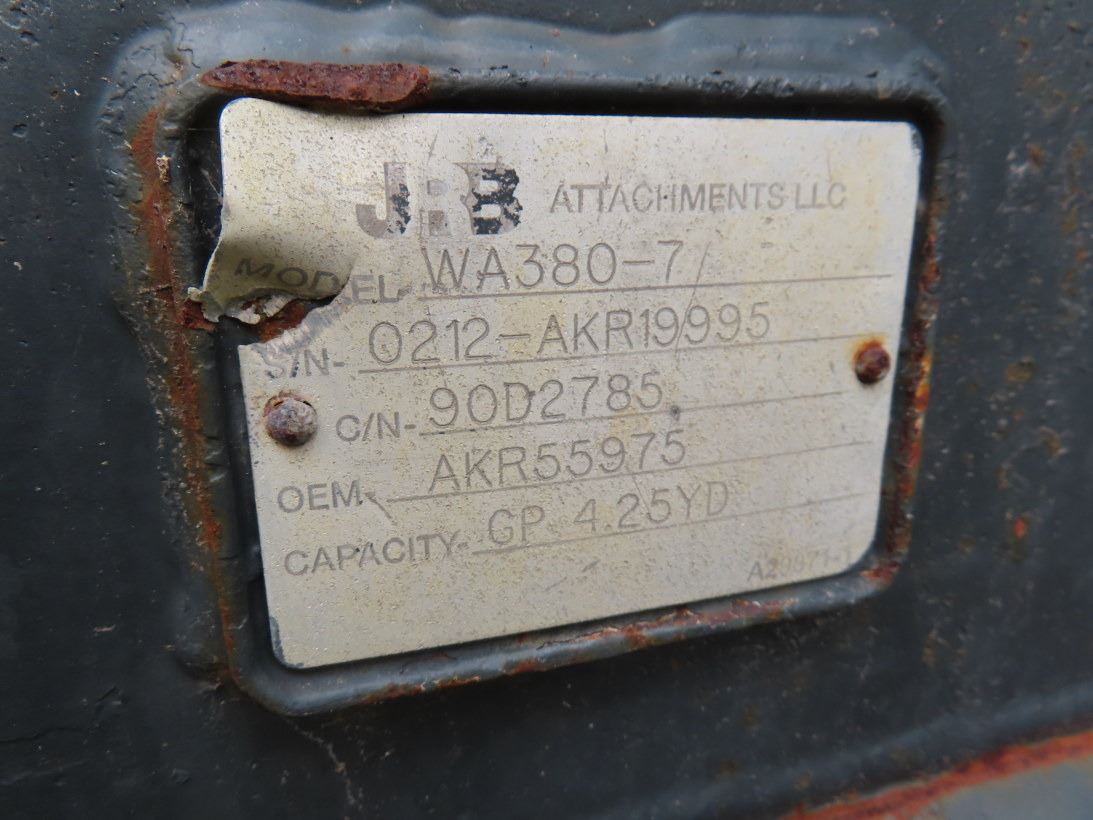 JRB ATTACHMENTS LLC
MODEL- WA380-7
S/N- 0212-AKR19995
C/N- 90D2785
OEM- AKR55975
CAPACITY- GP 4.25YD